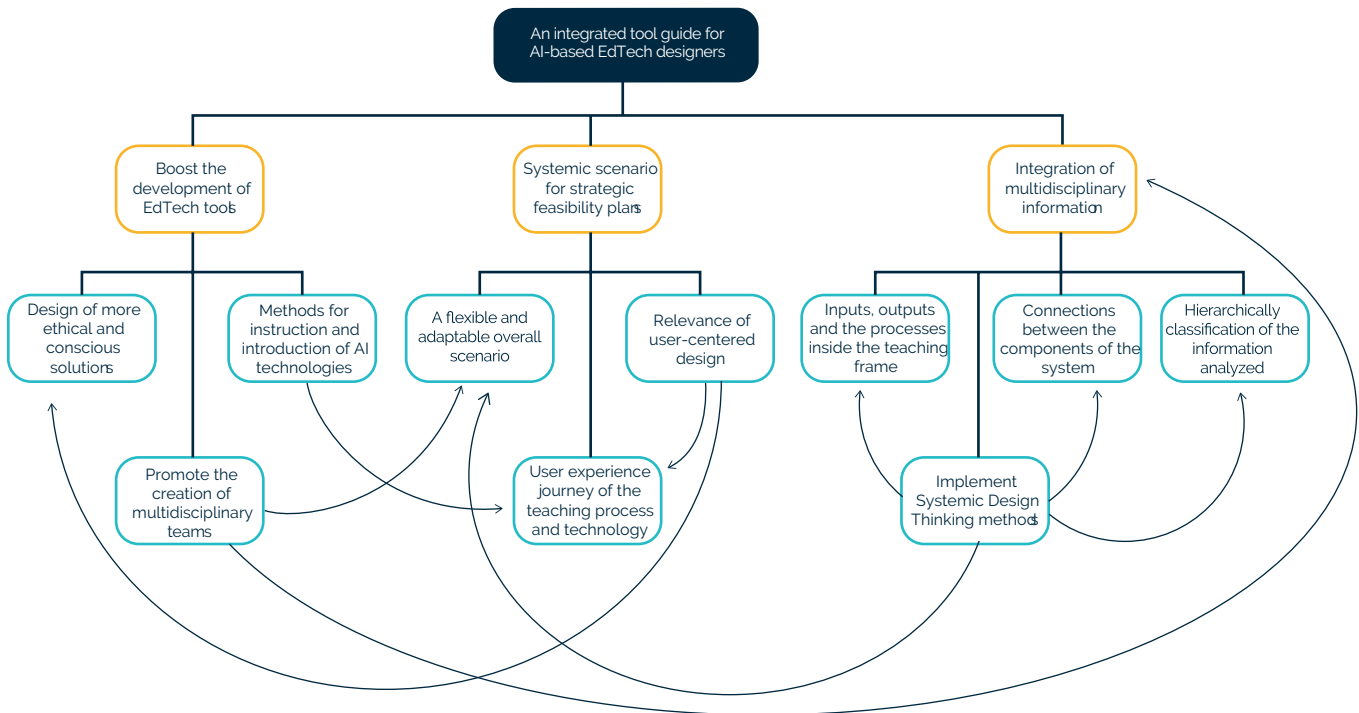 An integrated tool guide for
AI-based EdTech designers
Boost the
development of
EdTech tools
Systemic scenario
for strategic
feasibility plans
Integration of
multidisciplinary
information
Design of more
ethical and
conscious
solutions
Methods for
instruction and
introduction of AI
technologies
A flexible and
adaptable overall
scenario
Relevance of
user-centered
design
Inputs, outputs
and the processes
inside the teaching
frame
Connections
between the
components of the
system
Hierarchically
classification of the
information
analyzed
Promote the
creation of
multidisciplinary
teams
User experience
journey of the
teaching process
and technology
Implement
Systemic Design
Thinking methods